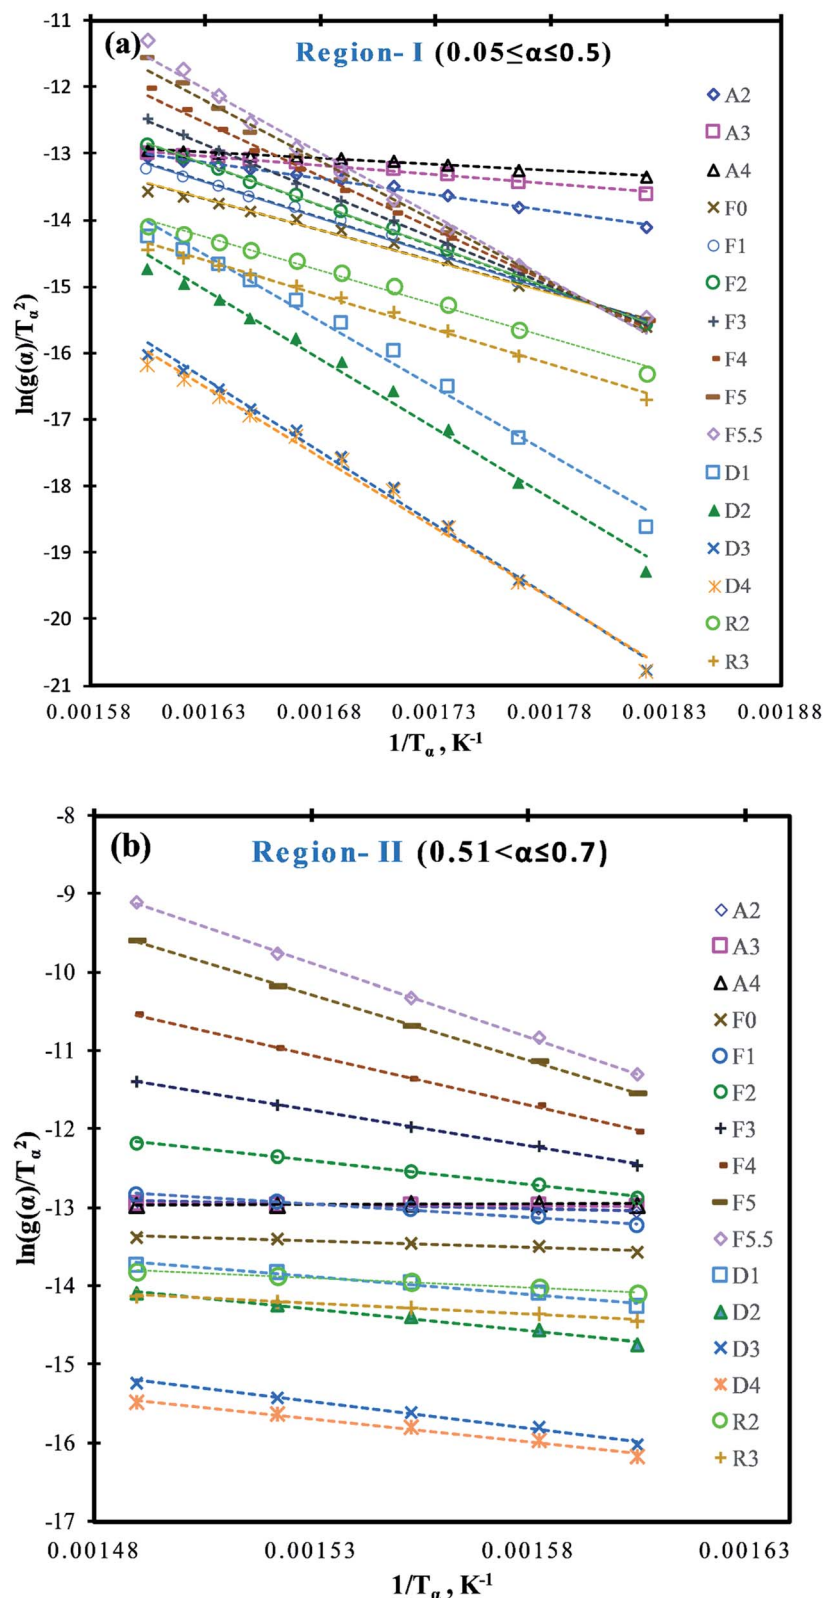 (a)
Region- I (0.05≤α≤0.5)
-11
-12
-13
-14
-15
-16
-17
-18
-19
-20
-21
ln(g(α)/Tα²)
A2
A3
A4
F0
F1
F2
F3
F4
F5
F5.5
D1
D2
D3
D4
R2
R3
0.00158 0.00163 0.00168 0.00173 0.00178 0.00183 0.00188
1/Tα , K⁻¹
(b)
Region- II (0.51<α≤0.7)
-8
-9
-10
-11
-12
-13
-14
-15
-16
-17
ln(g(α)/Tα²)
A2
A3
A4
F0
F1
F2
F3
F4
F5
F5.5
D1
D2
D3
D4
R2
R3
0.00148 0.00153 0.00158 0.00163
1/Tα , K⁻¹